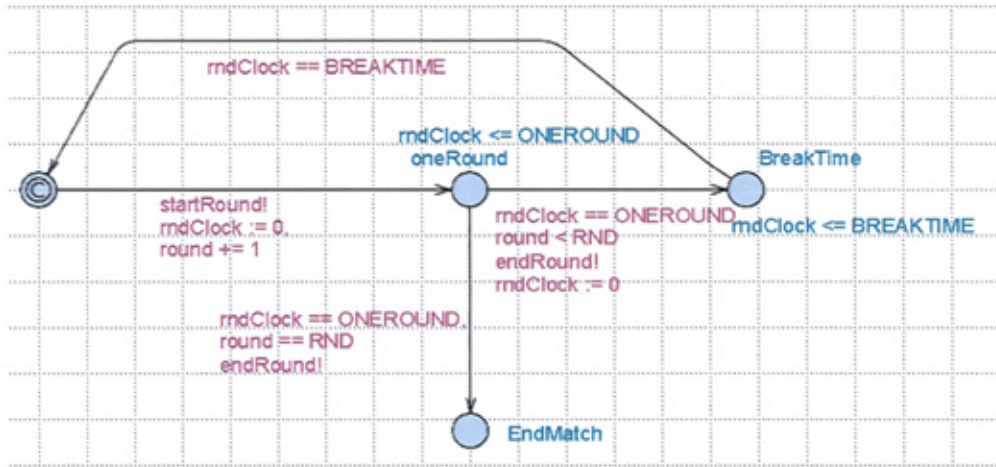 rndClock == BREAKTIME
rndClock <= ONEROUND
oneRound
BreakTime
C
startRound!
rndClock := 0,
round += 1
rndClock == ONEROUND,
round < RND
endRound!
rndClock := 0
rndClock <= BREAKTIME
rndClock == ONEROUND,
round == RND
endRound!
EndMatch